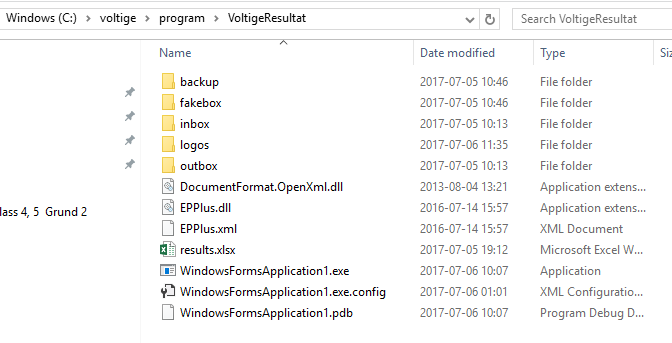 Windows (C:) > voltige > program > VoltigeResultat Search VoltigeResultat
Name Date modified Type Siz
backup 2017-07-05 10:46 File folder
fakebox 2017-07-05 10:46 File folder
inbox 2017-07-05 10:13 File folder
logos 2017-07-06 11:35 File folder
outbox 2017-07-05 10:13 File folder
DocumentFormat.OpenXml.dll 2013-08-04 13:21 Application extens...
EPPlus.dll 2016-07-14 15:57 Application extens...
lass 4, 5 Grund 2
EPPlus.xml 2016-07-14 15:57 XML Document
results.xlsx 2017-07-05 19:12 Microsoft Excel W...
WindowsFormsApplication1.exe 2017-07-06 10:07 Application
WindowsFormsApplication1.exe.config 2017-07-06 01:01 XML Configuratio...
WindowsFormsApplication1.pdb 2017-07-06 10:07 Program Debug D...